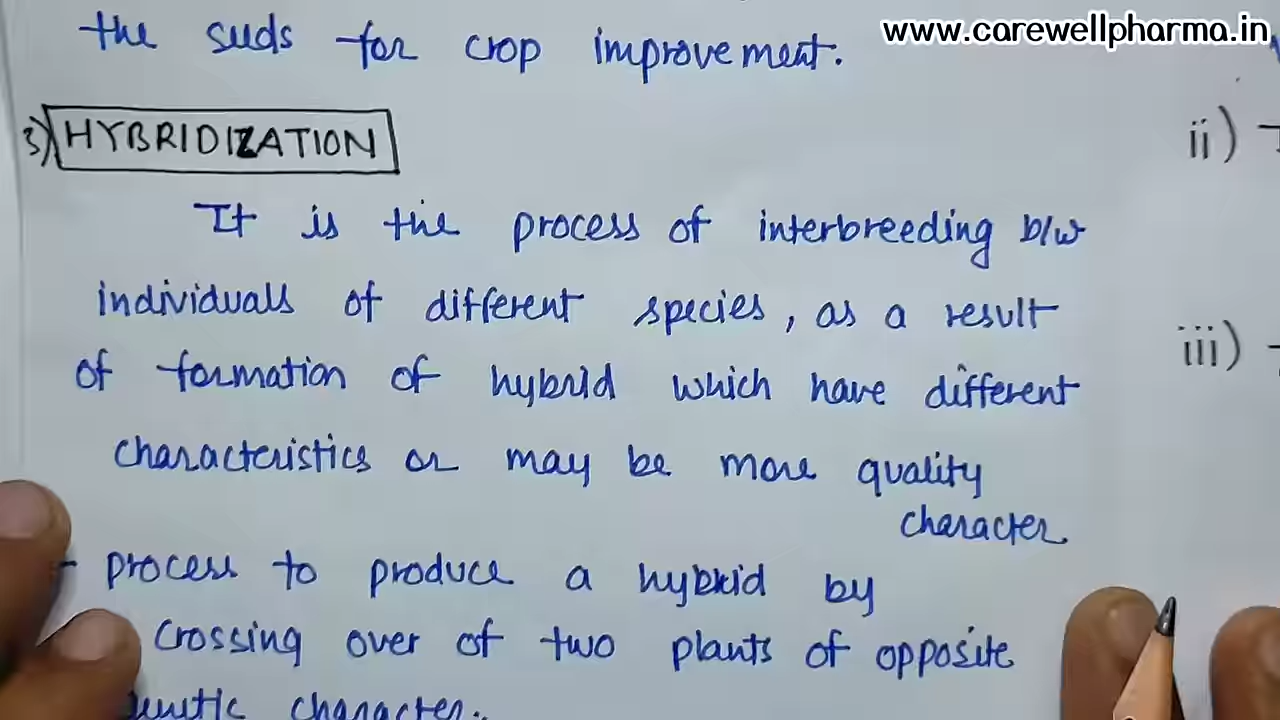 www.carewellpharma.in
the seeds for crop improvement.
3) HYBRIDIZATION
It is the process of interbreeding b/w
individuals of different species, as a result
of formation of hybrid which have different
characteristics or may be more quality
character
- process to produce a hybrid by
crossing over of two plants of opposite
character..
ii)
iii)